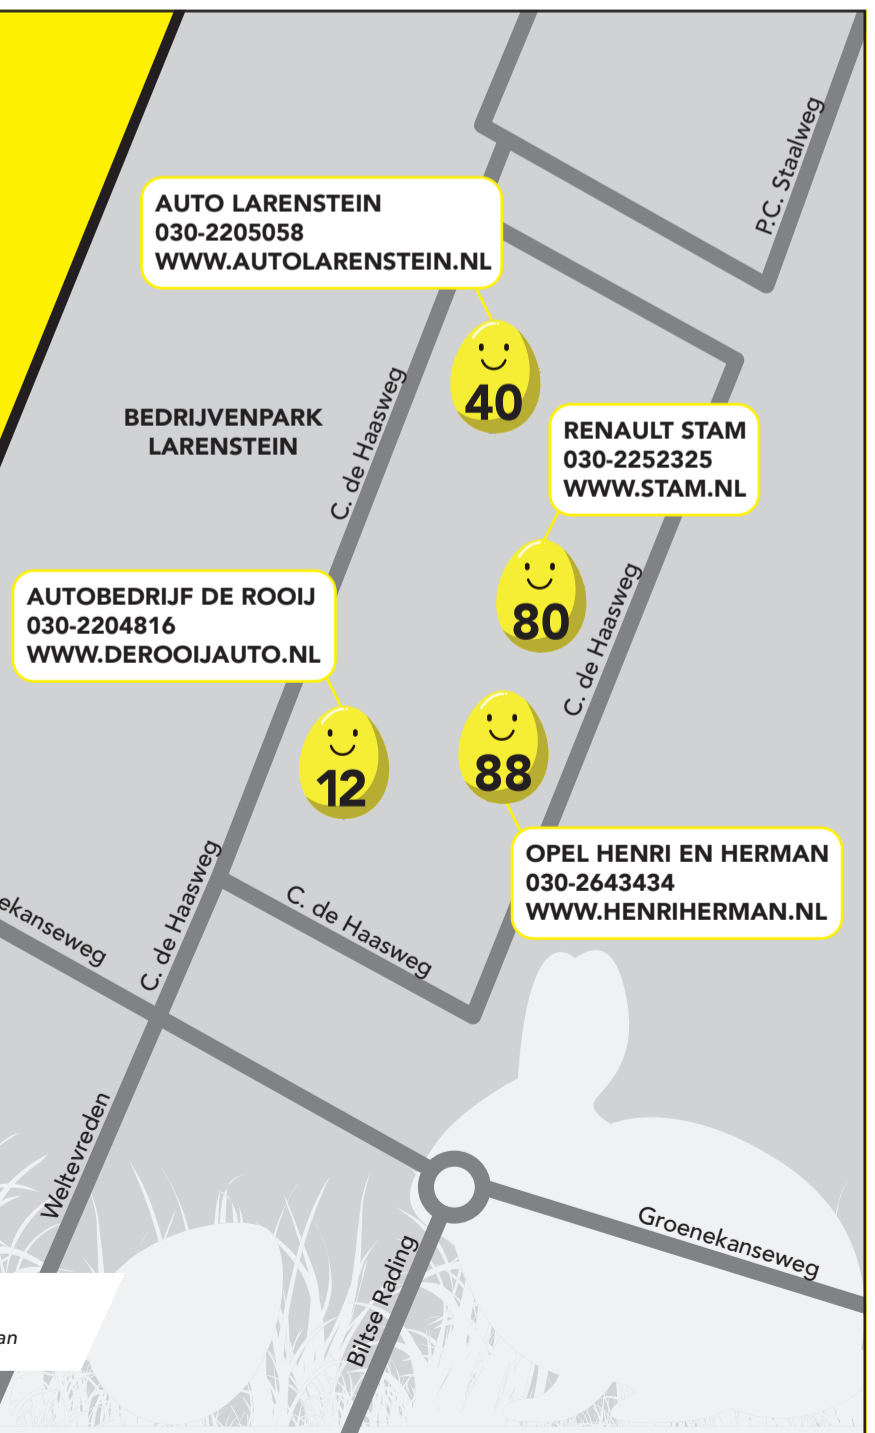 P.C. Staalweg
AUTO LARENSTEIN
030-2205058
WWW.AUTOLARENSTEIN.NL
40
C. de Haasweg
BEDRIJVENPARK
LARENSTEIN
RENAULT STAM
030-2252325
WWW.STAM.NL
80
C. de Haasweg
AUTOBEDRIJF DE ROOIJ
030-2204816
WWW.DEROOIJAUTO.NL
12
88
OPEL HENRI EN HERMAN
030-2643434
WWW.HENRIHERMAN.NL
C. de Haasweg
C. de Haasweg
ekanseweg
Weltevreden
Groenekanseweg
Biltse Rading
an